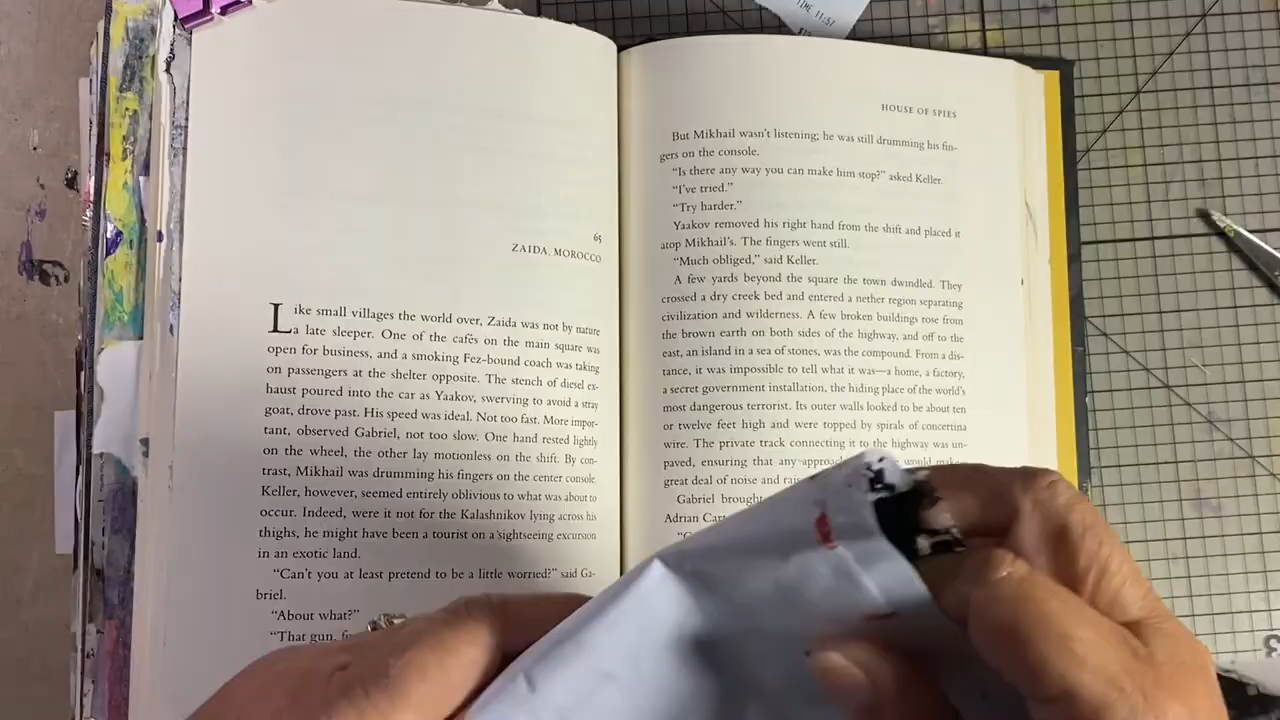 TIME 11:57
65
ZAIDA, MOROCCO
Like small villages the world over, Zaida was not by nature
a late sleeper. One of the cafés on the main square was
open for business, and a smoking Fez-bound coach was taking
on passengers at the shelter opposite. The stench of diesel ex-
haust poured into the car as Yaakov, swerving to avoid a stray
goat, drove past. His speed was ideal. Not too fast. More impor-
tant, observed Gabriel, not too slow. One hand rested lightly
on the wheel, the other lay motionless on the shift. By con-
trast, Mikhail was drumming his fingers on the center console.
Keller, however, seemed entirely oblivious to what was about to
occur. Indeed, were it not for the Kalashnikov lying across his
thighs, he might have been a tourist on a sightseeing excursion
in an exotic land.
“Can't you at least pretend to be a little worried?” said Ga-
briel.
“About what?”
“That gun,
HOUSE OF SPIES
But Mikhail wasn't listening; he was still drumming his fin-
gers on the console.
“Is there any way you can make him stop?” asked Keller.
“I've tried.”
“Try harder.”
Yaakov removed his right hand from the shift and placed it
atop Mikhail's. The fingers went still.
“Much obliged,” said Keller.
A few yards beyond the square the town dwindled. They
crossed a dry creek bed and entered a nether region separating
civilization and wilderness. A few broken buildings rose from
the brown earth on both sides of the highway, and off to the
east, an island in a sea of stones, was the compound. From a dis-
tance, it was impossible to tell what it was—a home, a factory,
a secret government installation, the hiding place of the world's
most dangerous terrorist. Its outer walls looked to be about ten
or twelve feet high and were topped by spirals of concertina
wire. The private track connecting it to the highway was un-
paved, ensuring that any would make
great deal of noise and
Gabriel brought
Adrian